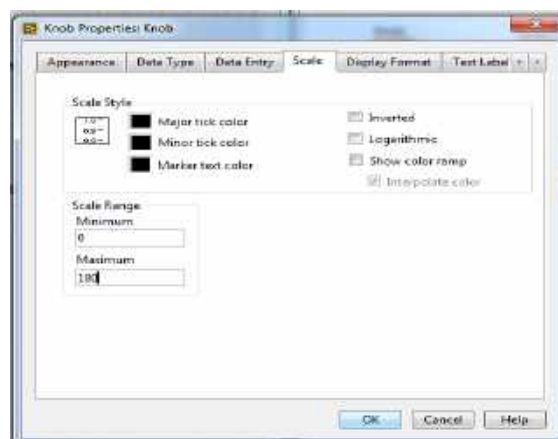 Knob Properties: Knob
Appearance Data Type Data Entry Scale Display Format Text Label
Scale Style
Major tick color
Minor tick color
Marker text color
Inverted
Logarithmic
Show color ramp
Interpolate color
Scale Range
Minimum
0
Maximum
180
OK Cancel Help